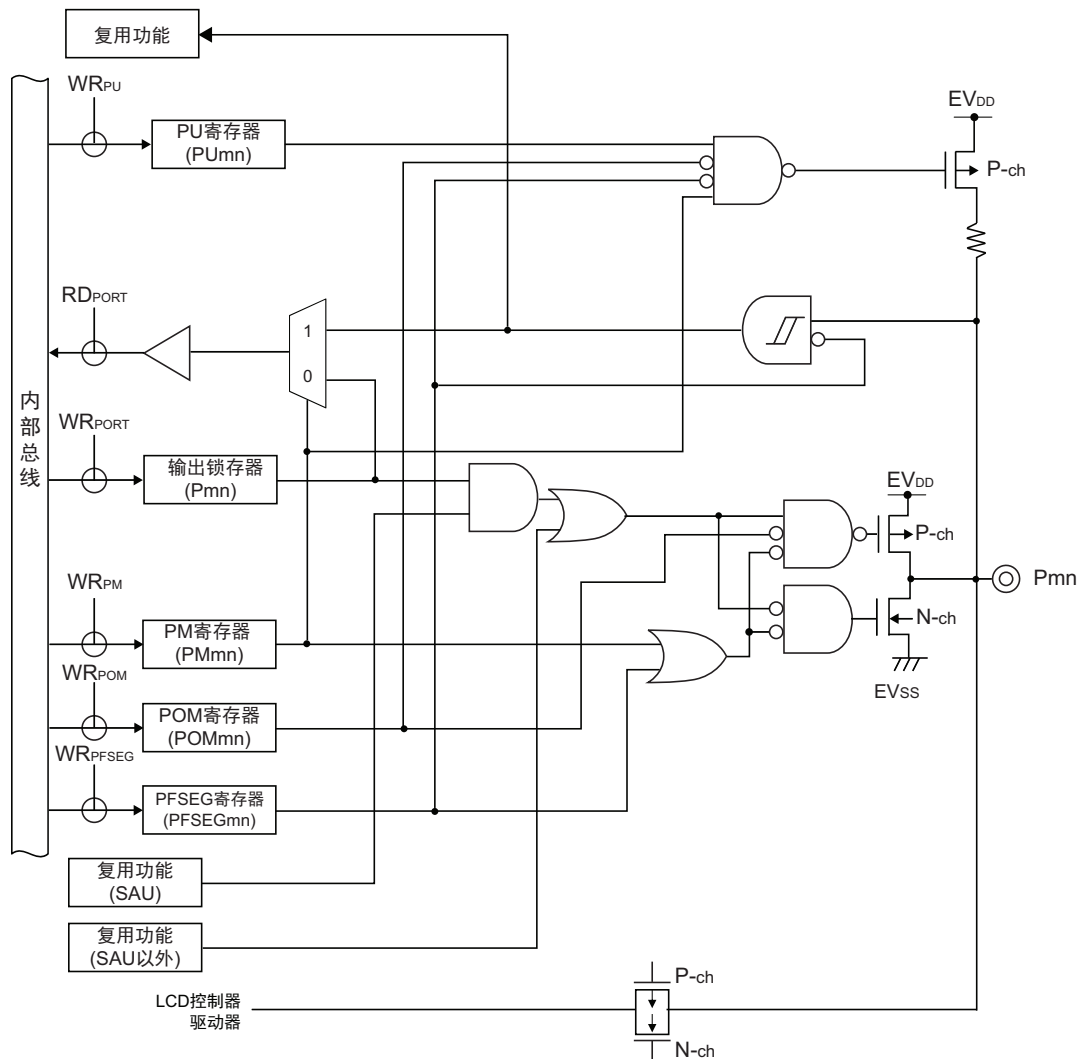 复用功能
WRPU
EVDD
PU寄存器
(PUmn)
P-ch
RDPORT
1
0
内部总线
WRPORT
输出锁存器
(Pmn)
EVDD
P-ch
Pmn
WRPM
N-ch
PM寄存器
(PMmn)
WRPOM
EVSS
POM寄存器
(POMmn)
WRPFSEG
PFSEG寄存器
(PFSEGmn)
复用功能
(SAU)
复用功能
(SAU以外)
P-ch
LCD控制器
驱动器
N-ch